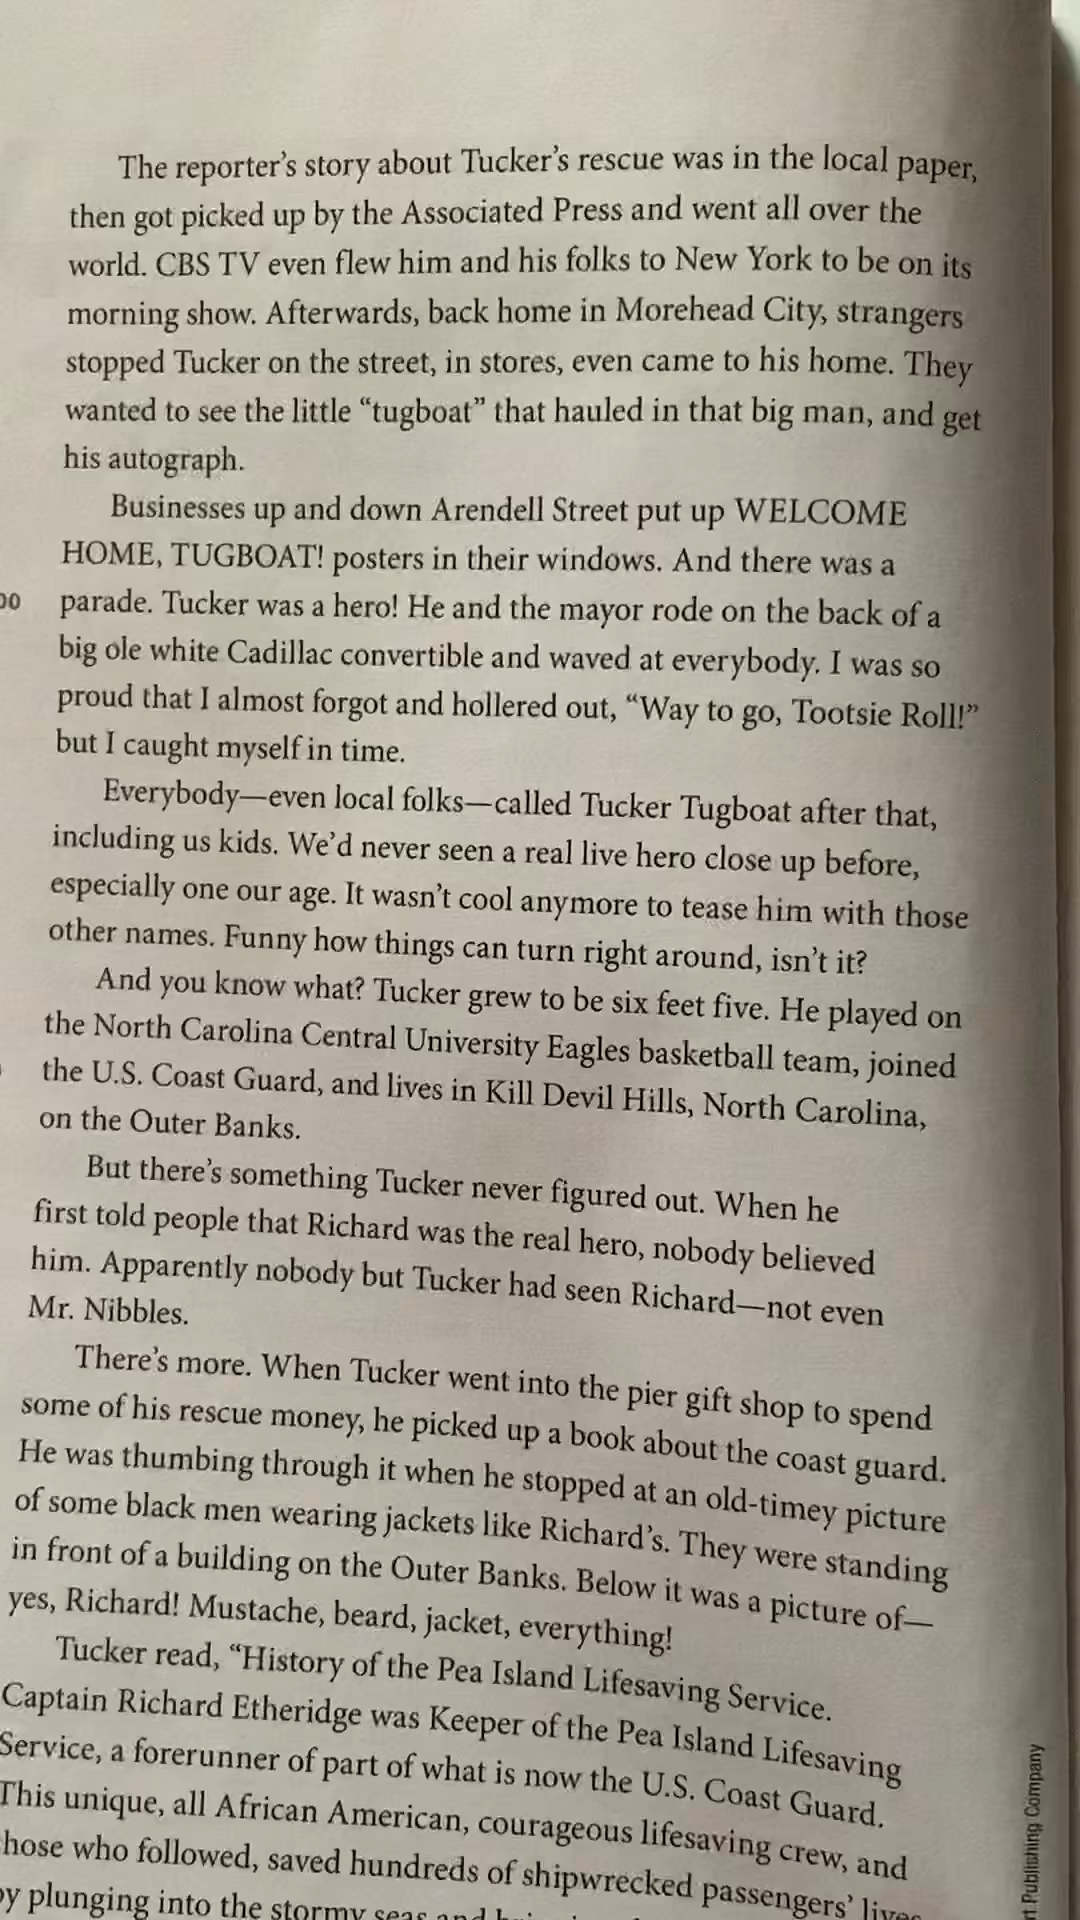 The reporter's story about Tucker's rescue was in the local paper,
then got picked up by the Associated Press and went all over the
world. CBS TV even flew him and his folks to New York to be on its
morning show. Afterwards, back home in Morehead City, strangers
stopped Tucker on the street, in stores, even came to his home. They
wanted to see the little “tugboat” that hauled in that big man, and get
his autograph.
Businesses up and down Arendell Street put up WELCOME
HOME, TUGBOAT! posters in their windows. And there was a
parade. Tucker was a hero! He and the mayor rode on the back of a
big ole white Cadillac convertible and waved at everybody. I was so
proud that I almost forgot and hollered out, “Way to go, Tootsie Roll!”
but I caught myself in time.
Everybody—even local folks—called Tucker Tugboat after that,
including us kids. We'd never seen a real live hero close up before,
especially one our age. It wasn't cool anymore to tease him with those
other names. Funny how things can turn right around, isn't it?
And you know what? Tucker grew to be six feet five. He played on
the North Carolina Central University Eagles basketball team, joined
the U.S. Coast Guard, and lives in Kill Devil Hills, North Carolina,
on the Outer Banks.
But there's something Tucker never figured out. When he
first told people that Richard was the real hero, nobody believed
him. Apparently nobody but Tucker had seen Richard—not even
Mr. Nibbles.
There's more. When Tucker went into the pier gift shop to spend
some of his rescue money, he picked up a book about the coast guard.
He was thumbing through it when he stopped at an old-timey picture
of some black men wearing jackets like Richard's. They were standing
in front of a building on the Outer Banks. Below it was a picture of—
yes, Richard! Mustache, beard, jacket, everything!
Tucker read, “History of the Pea Island Lifesaving Service.
Captain Richard Etheridge was Keeper of the Pea Island Lifesaving
Service, a forerunner of part of what is now the U.S. Coast Guard.
This unique, all African American, courageous lifesaving crew, and
hose who followed, saved hundreds of shipwrecked passengers' lives
by plunging into the stormy seas and
Publishing Company